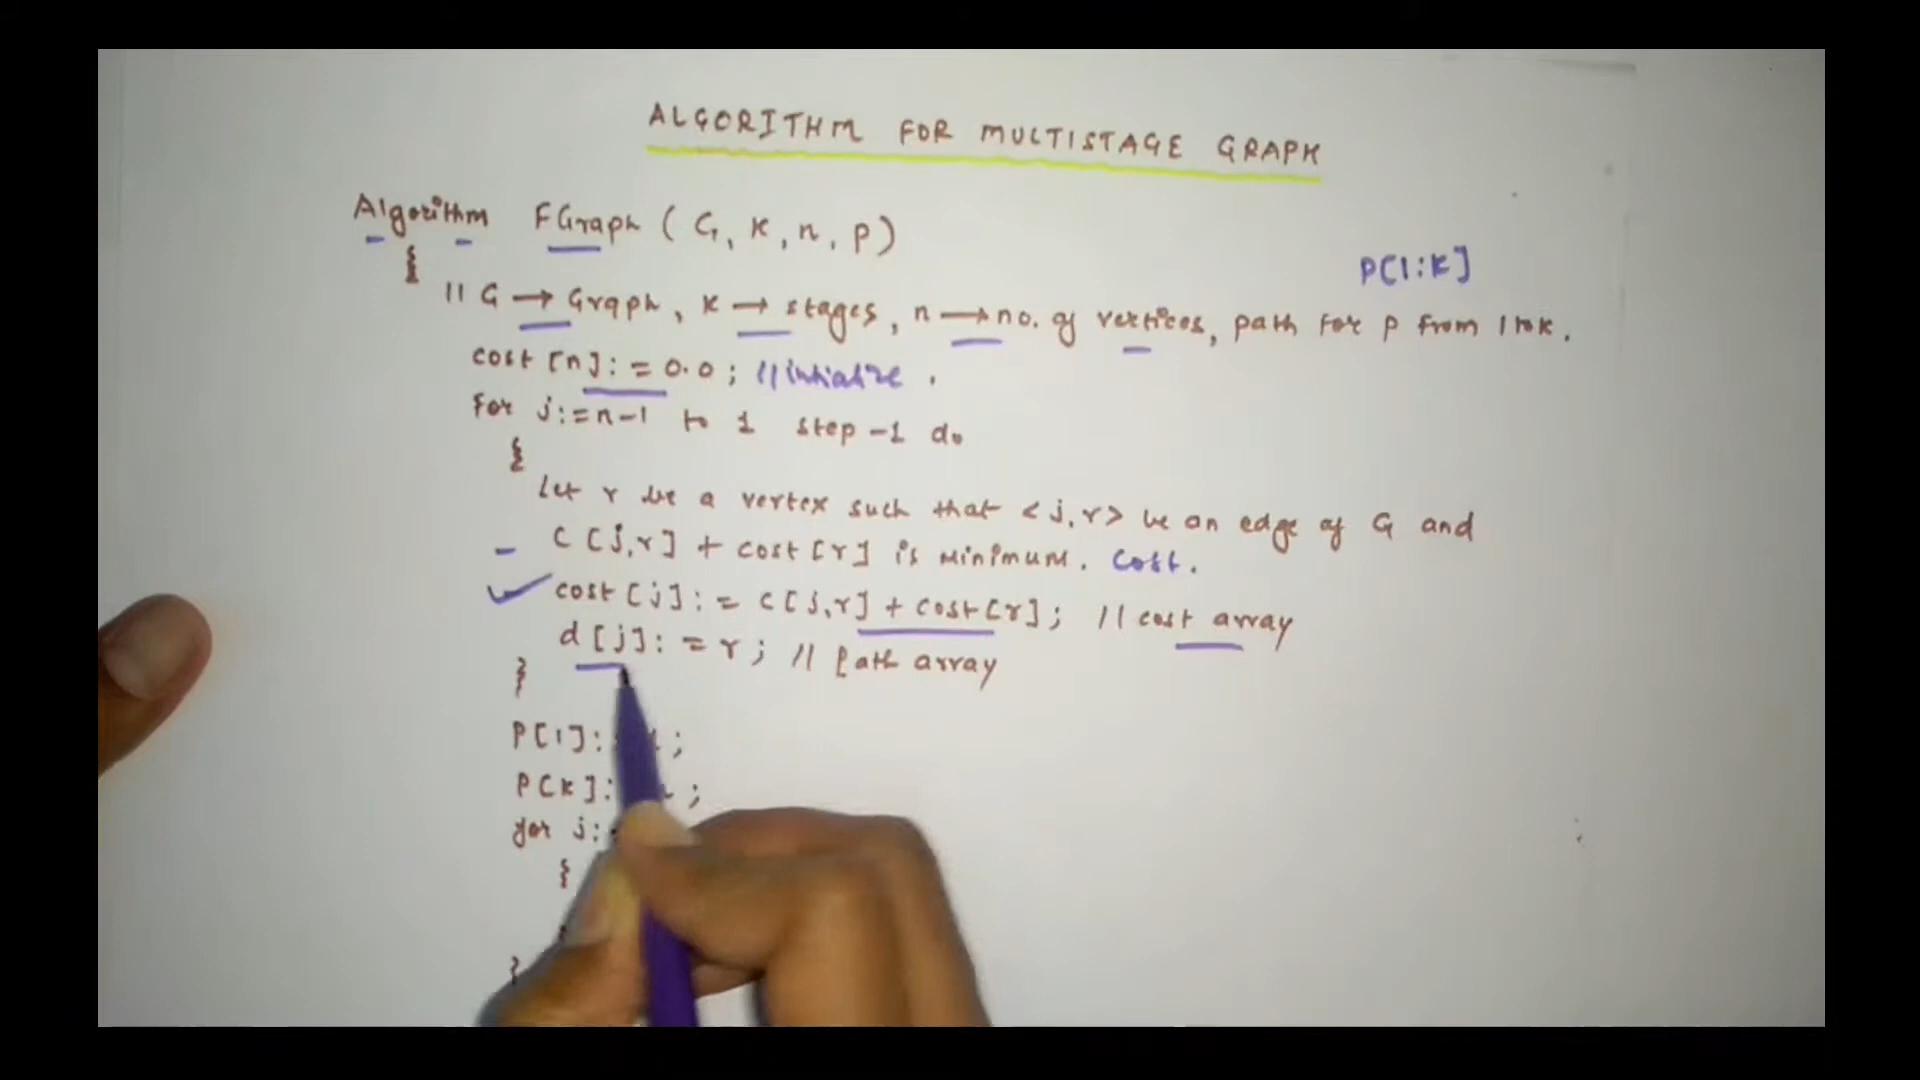 ALGORITHM FOR MULTISTAGE GRAPH
Algorithm FGraph ( G, K, n, P )
{
P[1:K]
// G → Graph, K → stages, n → no. of vertices, path for P from 1 to K.
cost [n] : = 0.0 ; // intialize .
For j : = n-1 to 1 step -1 do
{
Let r be a vertex such that < j, r > be an edge of G and
- C [j,r] + cost [r] is minimum. Cost.
✓ cost [j] : = C [j,r] + cost [r] ; // cost array
d [j] : = r ; // Path array
}
P[1] : ;
P[K] : ;
for j :
{
}